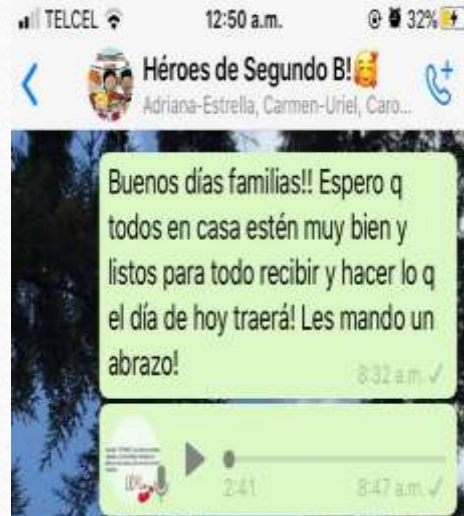 TELCEL 12:50 a.m. 32%
Héroes de Segundo B!🥰
Adriana-Estrella, Carmen-Uriel, Caro...
Buenos días familias!! Espero q
todos en casa estén muy bien y
listos para todo recibir y hacer lo q
el día de hoy traerá! Les mando un
abrazo!
8:32 a.m.
2:41 8:47 a.m.